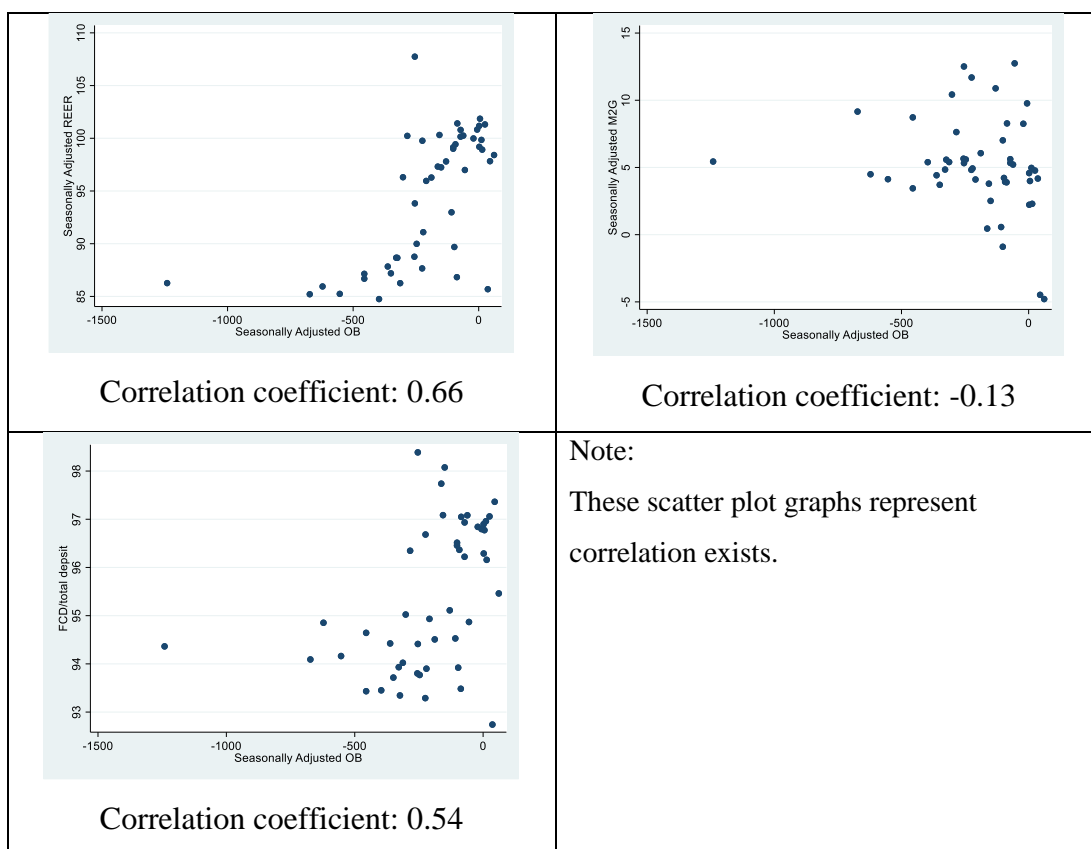 110
105
100
95
90
85
Seasonally Adjusted REER
-1500
-1000
-500
0
Seasonally Adjusted OB
Correlation coefficient: 0.66
15
10
5
0
-5
Seasonally Adjusted M2G
-1500
-1000
-500
0
Seasonally Adjusted OB
Correlation coefficient: -0.13
98
97
96
95
94
93
FCD/total depsit
-1500
-1000
-500
0
Seasonally Adjusted OB
Correlation coefficient: 0.54
Note:
These scatter plot graphs represent
correlation exists.